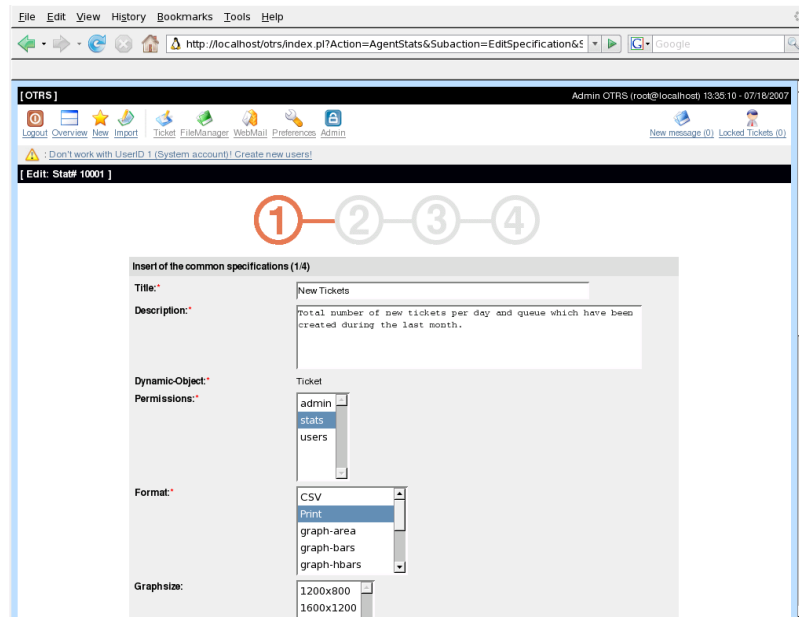 File Edit View History Bookmarks Tools Help
http://localhost/otrs/index.pl?Action=AgentStats&Subaction=EditSpecification&S
G Google
[ OTRS ] Admin OTRS (root@localhost) 13:35:10 - 07/18/2007
Logout Overview New Import Ticket FileManager WebMail Preferences Admin New message (0) Locked Tickets (0)
: Don't work with UserID 1 (System account)! Create new users!
[ Edit: Stat# 10001 ]
1 2 3 4
Insert of the common specifications (1/4)
Title:* New Tickets
Description:* Total number of new tickets per day and queue which have been
created during the last month.
Dynamic-Object:* Ticket
Permissions:* admin
stats
users
Format:* CSV
Print
graph-area
graph-bars
graph-hbars
Graphsize: 1200x800
1600x1200